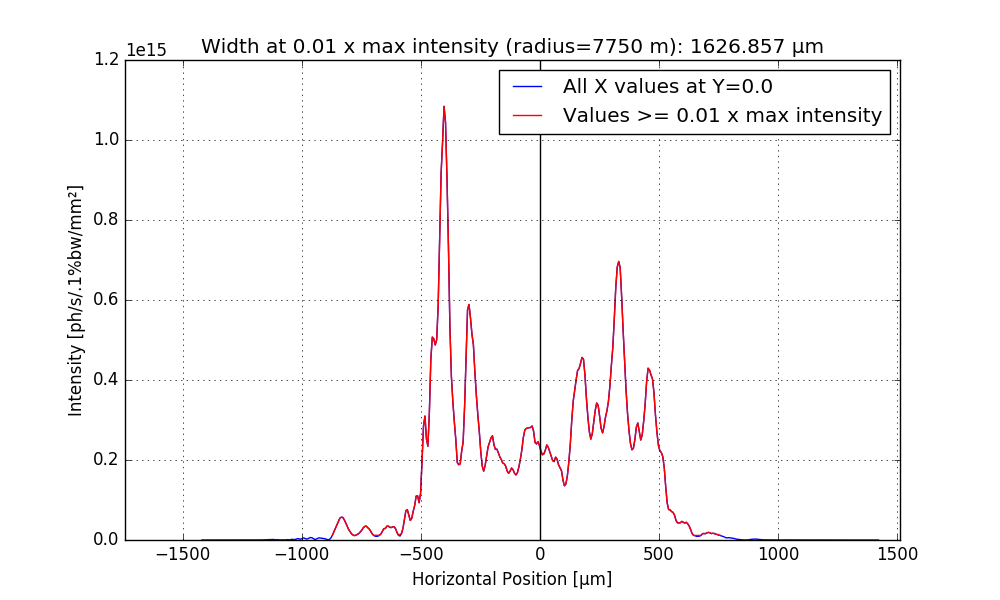 Width at 0.01 x max intensity (radius=7750 m): 1626.857 µm
1e15
All X values at Y=0.0
Values >= 0.01 x max intensity
1.2
1.0
0.8
0.6
0.4
0.2
0.0
Intensity [ph/s/.1%bw/mm²]
−1500 −1000 −500 0 500 1000 1500
Horizontal Position [µm]